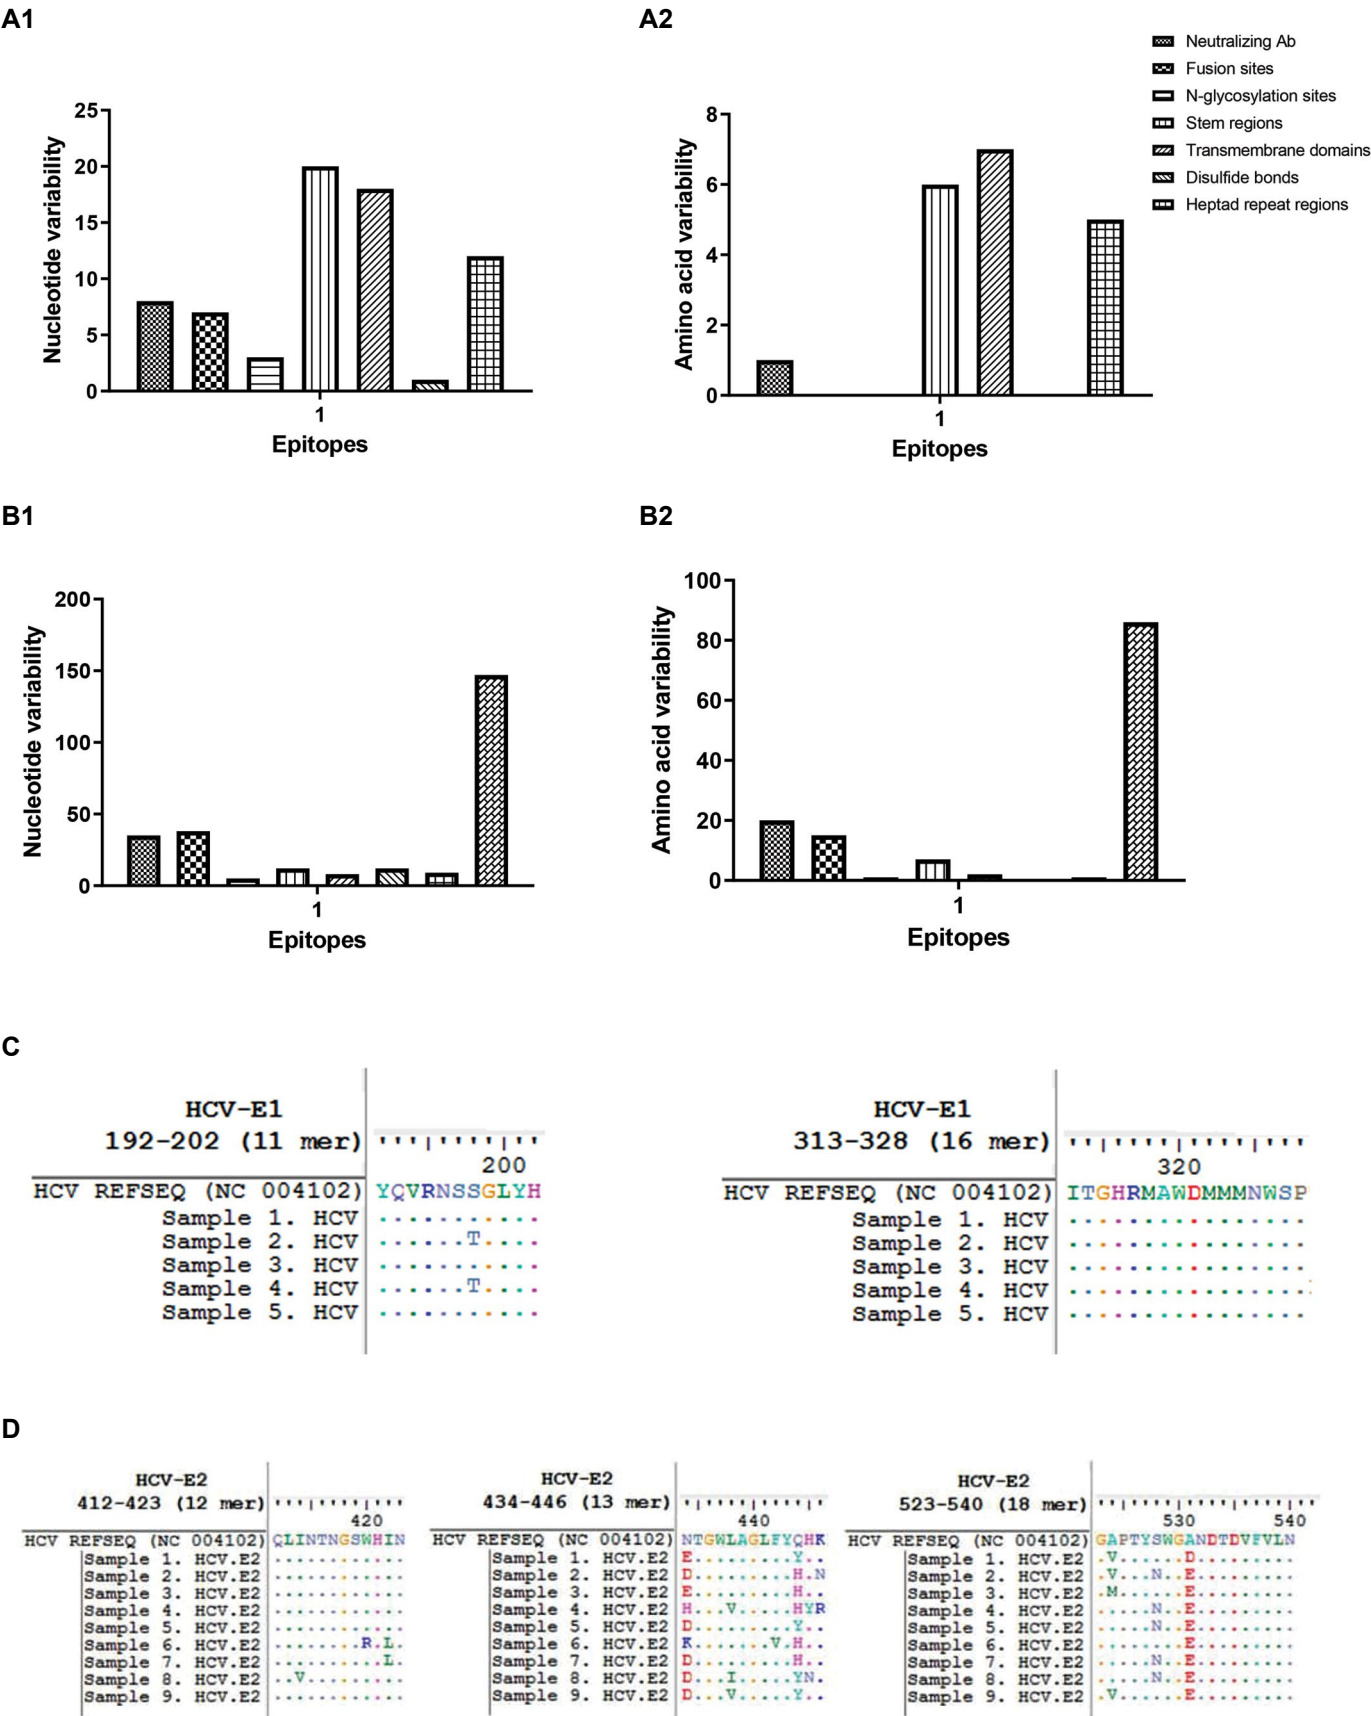 A1
A2
Neutralizing Ab
Fusion sites
N-glycosylation sites
Stem regions
Transmembrane domains
Disulfide bonds
Heptad repeat regions
Nucleotide variability
25
20
15
10
5
0
1
Epitopes
Amino acid variability
8
6
4
2
0
1
Epitopes
B1
B2
Nucleotide variability
200
150
100
50
0
1
Epitopes
Amino acid variability
100
80
60
40
20
0
1
Epitopes
C
HCV-E1
192-202 (11 mer)
200
HCV REFSEQ (NC 004102) YQVRNSSGLYH
Sample 1. HCV ...........
Sample 2. HCV ......T....
Sample 3. HCV ...........
Sample 4. HCV ......T....
Sample 5. HCV ...........
HCV-E1
313-328 (16 mer)
320
HCV REFSEQ (NC 004102) ITGHRMAWDMMMNWSP
Sample 1. HCV ................
Sample 2. HCV ................
Sample 3. HCV ................
Sample 4. HCV ................
Sample 5. HCV ................
D
HCV-E2
412-423 (12 mer)
420
HCV REFSEQ (NC 004102) QLINTNGSWHIN
Sample 1. HCV.E2 ............
Sample 2. HCV.E2 ............
Sample 3. HCV.E2 ............
Sample 4. HCV.E2 ............
Sample 5. HCV.E2 ............
Sample 6. HCV.E2 ........R.L.
Sample 7. HCV.E2 ..........L.
Sample 8. HCV.E2 ..V.........
Sample 9. HCV.E2 ............
HCV-E2
434-446 (13 mer)
440
HCV REFSEQ (NC 004102) NTGWLAGLFYQHK
Sample 1. HCV.E2 E.........Y..
Sample 2. HCV.E2 D.........H.N
Sample 3. HCV.E2 E.........H..
Sample 4. HCV.E2 H...V.....HYR
Sample 5. HCV.E2 D.........Y..
Sample 6. HCV.E2 K.......V.H..
Sample 7. HCV.E2 D.........H..
Sample 8. HCV.E2 D...I.....YN.
Sample 9. HCV.E2 D...V.....Y..
HCV-E2
523-540 (18 mer)
530 540
HCV REFSEQ (NC 004102) GAPTYSWGANDTDVFVLN
Sample 1. HCV.E2 .V......D.........
Sample 2. HCV.E2 .V...N..E.........
Sample 3. HCV.E2 .M......E.........
Sample 4. HCV.E2 .....N..E.........
Sample 5. HCV.E2 .....N..E.........
Sample 6. HCV.E2 ........E.........
Sample 7. HCV.E2 .....N..E.........
Sample 8. HCV.E2 .....N..E.........
Sample 9. HCV.E2 .V......E.........